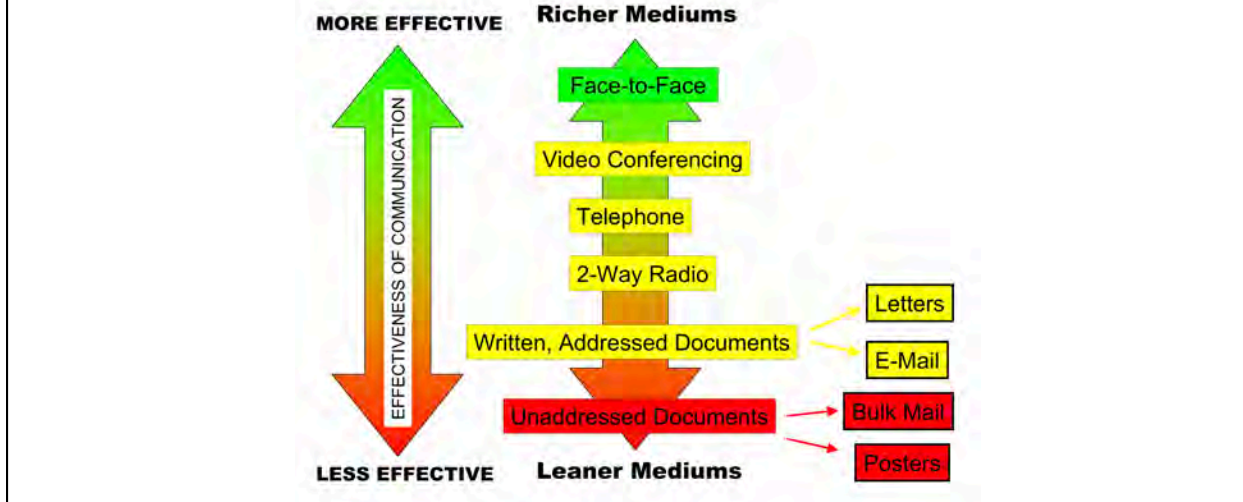 MORE EFFECTIVE
Richer Mediums
Face-to-Face
EFFECTIVENESS OF COMMUNICATION
Video Conferencing
Telephone
2-Way Radio
Letters
Written, Addressed Documents
E-Mail
Unaddressed Documents
Bulk Mail
Posters
LESS EFFECTIVE
Leaner Mediums